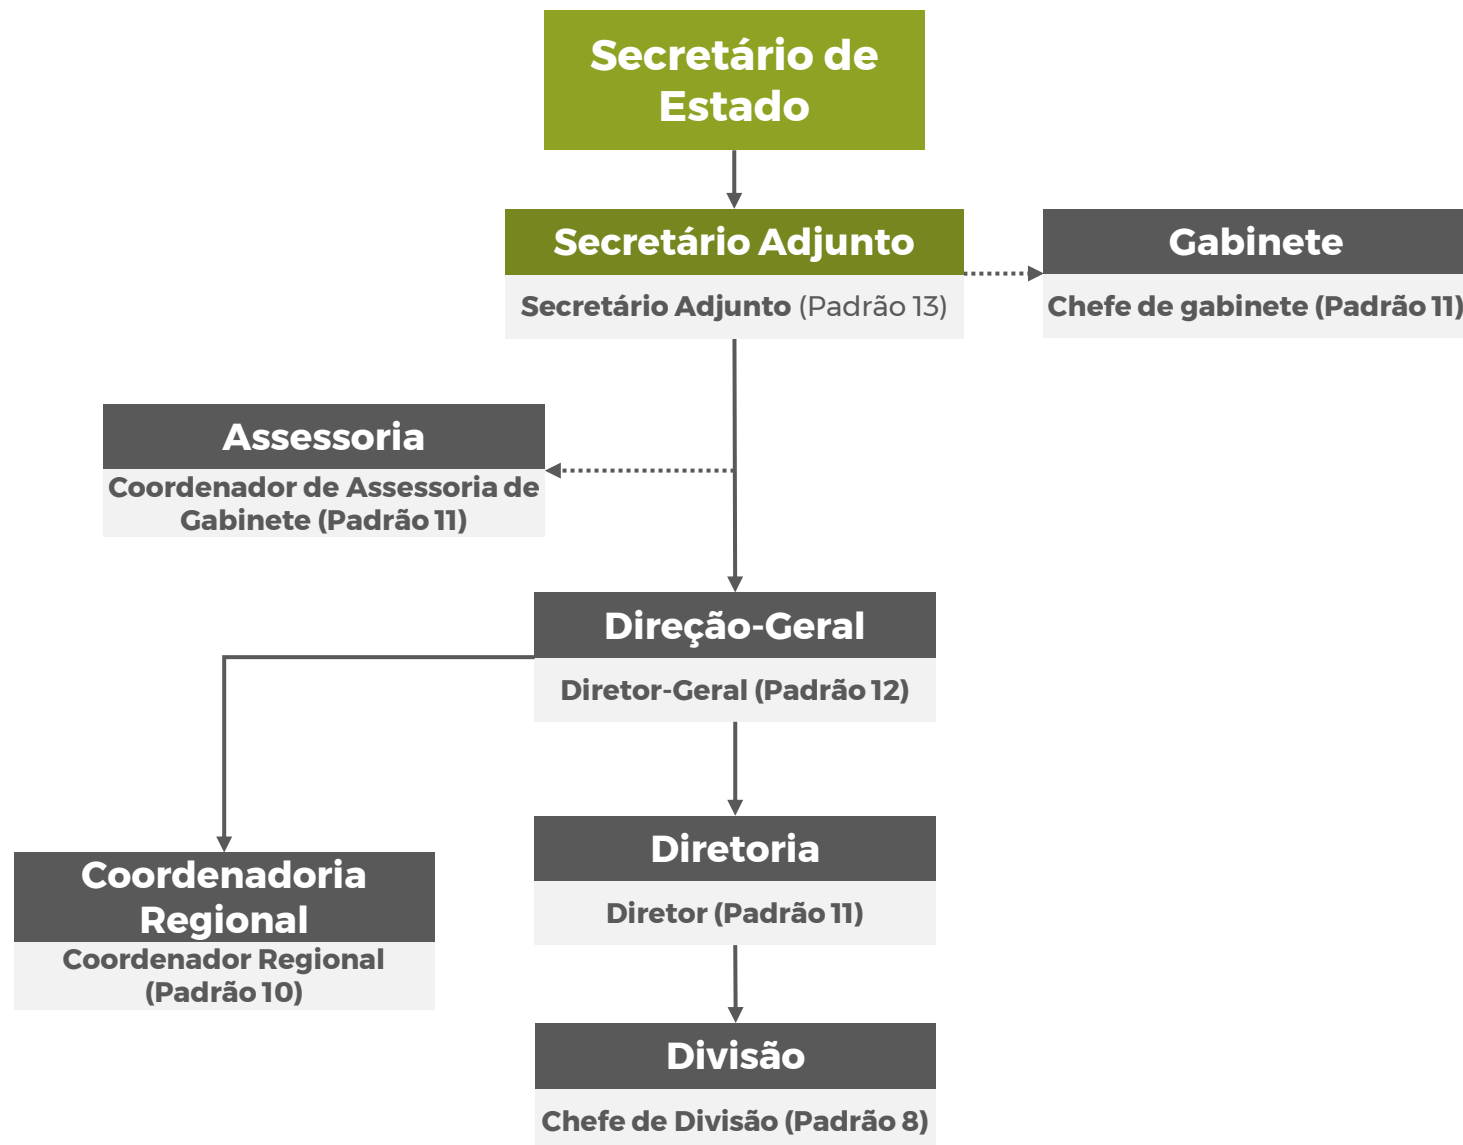 Secretário de
Estado
Secretário Adjunto
Secretário Adjunto (Padrão 13)
Gabinete
Chefe de gabinete (Padrão 11)
Assessoria
Coordenador de Assessoria de
Gabinete (Padrão 11)
Direção-Geral
Diretor-Geral (Padrão 12)
Coordenadoria
Regional
Coordenador Regional
(Padrão 10)
Diretoria
Diretor (Padrão 11)
Divisão
Chefe de Divisão (Padrão 8)